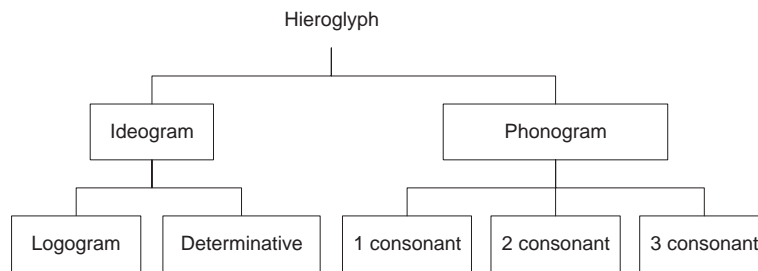 Hieroglyph
Ideogram Phonogram
Logogram Determinative 1 consonant 2 consonant 3 consonant